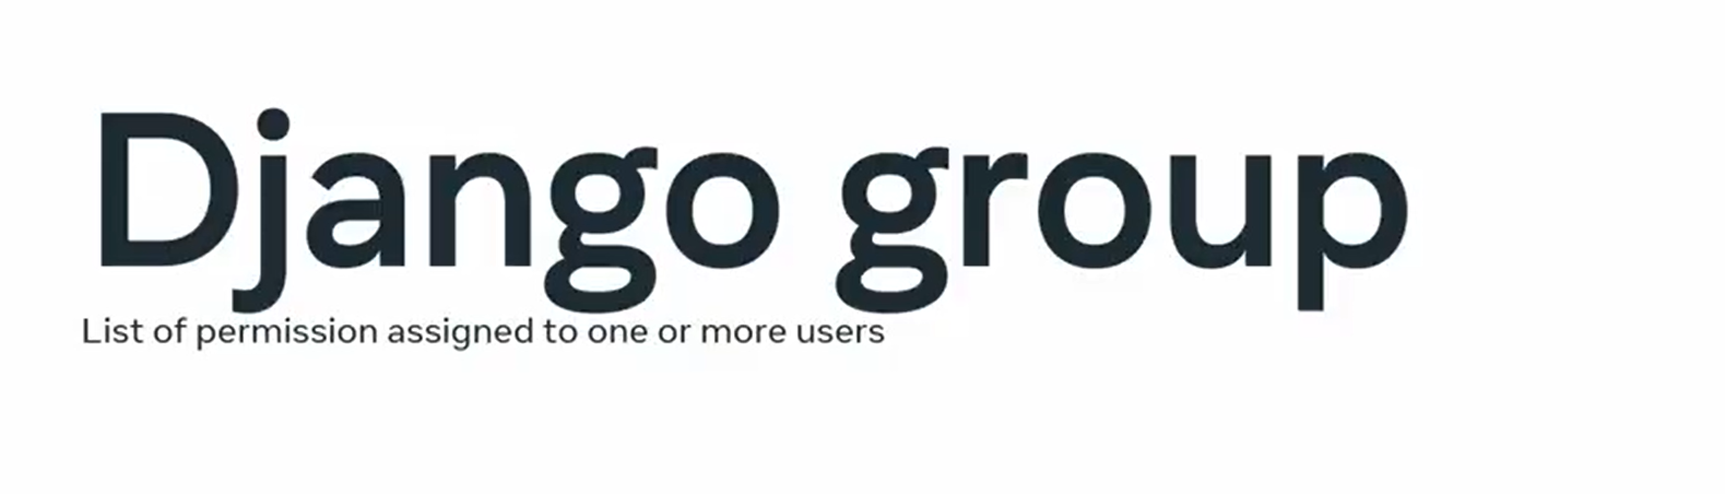 Django group
List of permission assigned to one or more users